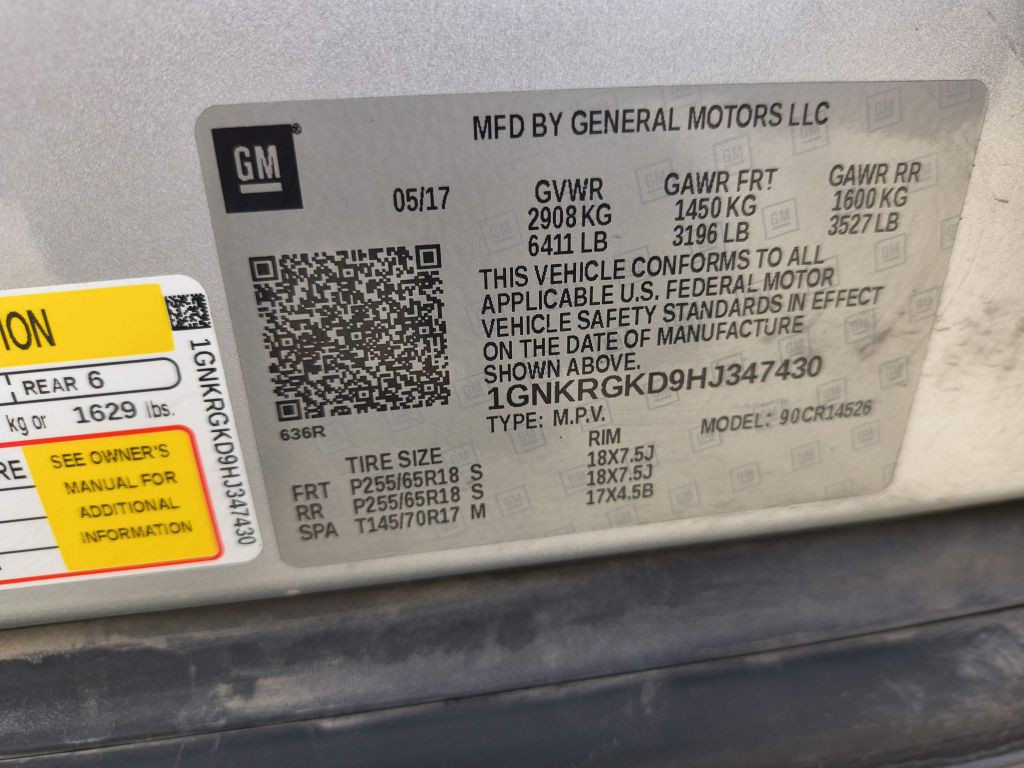 GM
MFD BY GENERAL MOTORS LLC
05/17
GVWR
2908 KG
6411 LB
GAWR FRT
1450 KG
3196 LB
GAWR RR
1600 KG
3527 LB
THIS VEHICLE CONFORMS TO ALL
APPLICABLE U.S. FEDERAL MOTOR
VEHICLE SAFETY STANDARDS IN EFFECT
ON THE DATE OF MANUFACTURE
SHOWN ABOVE.
1GNKRGKD9HJ347430
TYPE: M.P.V.
MODEL: 90CR14526
636R
TIRE SIZE RIM
FRT P255/65R18 S 18X7.5J
RR P255/65R18 S 18X7.5J
SPA T145/70R17 M 17X4.5B
ION
REAR 6
kg or 1629 lbs.
RE
SEE OWNER'S
MANUAL FOR
ADDITIONAL
INFORMATION
1GNKRGKD9HJ347430